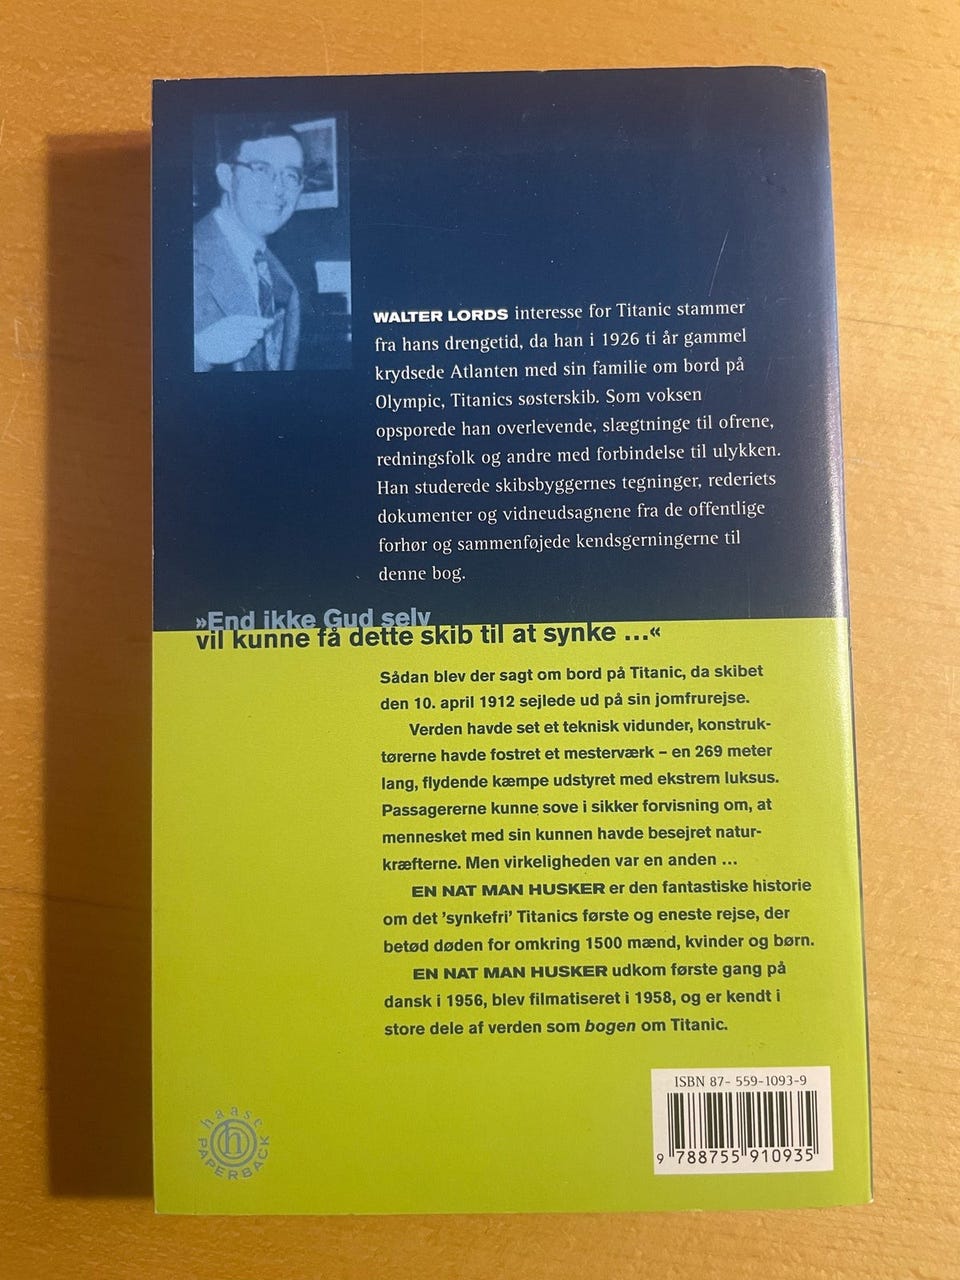 WALTER LORDS interesse for Titanic stammer
fra hans drengetid, da han i 1926 ti år gammel
krydsede Atlanten med sin familie om bord på
Olympic, Titanics søsterskib. Som voksen
opsporede han overlevende, slægtninge til ofrene,
redningsfolk og andre med forbindelse til ulykken.
Han studerede skibsbyggernes tegninger, rederiets
dokumenter og vidneudsagnene fra de offentlige
forhør og sammenføjede kendsgerningerne til
denne bog.
»End ikke Gud selv
vil kunne få dette skib til at synke ...«
Sådan blev der sagt om bord på Titanic, da skibet
den 10. april 1912 sejlede ud på sin jomfrurejse.
Verden havde set et teknisk vidunder, konstruk-
tørerne havde fostret et mesterværk – en 269 meter
lang, flydende kæmpe udstyret med ekstrem luksus.
Passagererne kunne sove i sikker forvisning om, at
mennesket med sin kunnen havde besejret natur-
kræfterne. Men virkeligheden var en anden ...
EN NAT MAN HUSKER er den fantastiske historie
om det 'synkefri' Titanics første og eneste rejse, der
betød døden for omkring 1500 mænd, kvinder og børn.
EN NAT MAN HUSKER udkom første gang på
dansk i 1956, blev filmatiseret i 1958, og er kendt i
store dele af verden som bogen om Titanic.
ISBN 87- 559-1093-9
9 788755 910935
haase
h
PAPERBACK